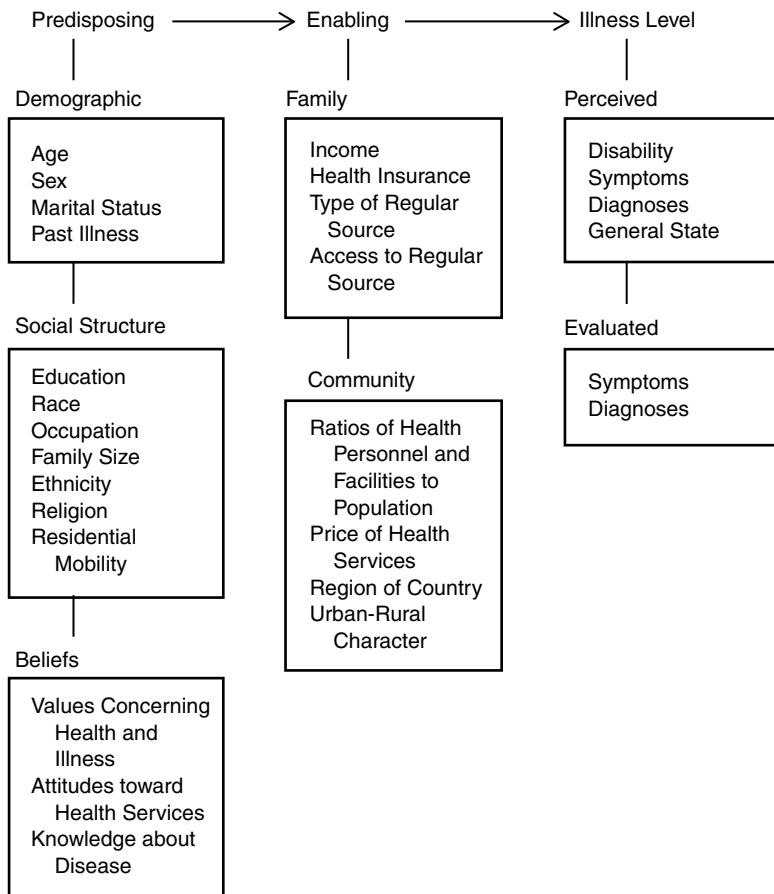 Predisposing
Enabling
Illness Level
Demographic
Age
Sex
Marital Status
Past Illness
Social Structure
Education
Race
Occupation
Family Size
Ethnicity
Religion
Residential
Mobility
Beliefs
Values Concerning
Health and
Illness
Attitudes toward
Health Services
Knowledge about
Disease
Family
Income
Health Insurance
Type of Regular
Source
Access to Regular
Source
Community
Ratios of Health
Personnel and
Facilities to
Population
Price of Health
Services
Region of Country
Urban-Rural
Character
Perceived
Disability
Symptoms
Diagnoses
General State
Evaluated
Symptoms
Diagnoses